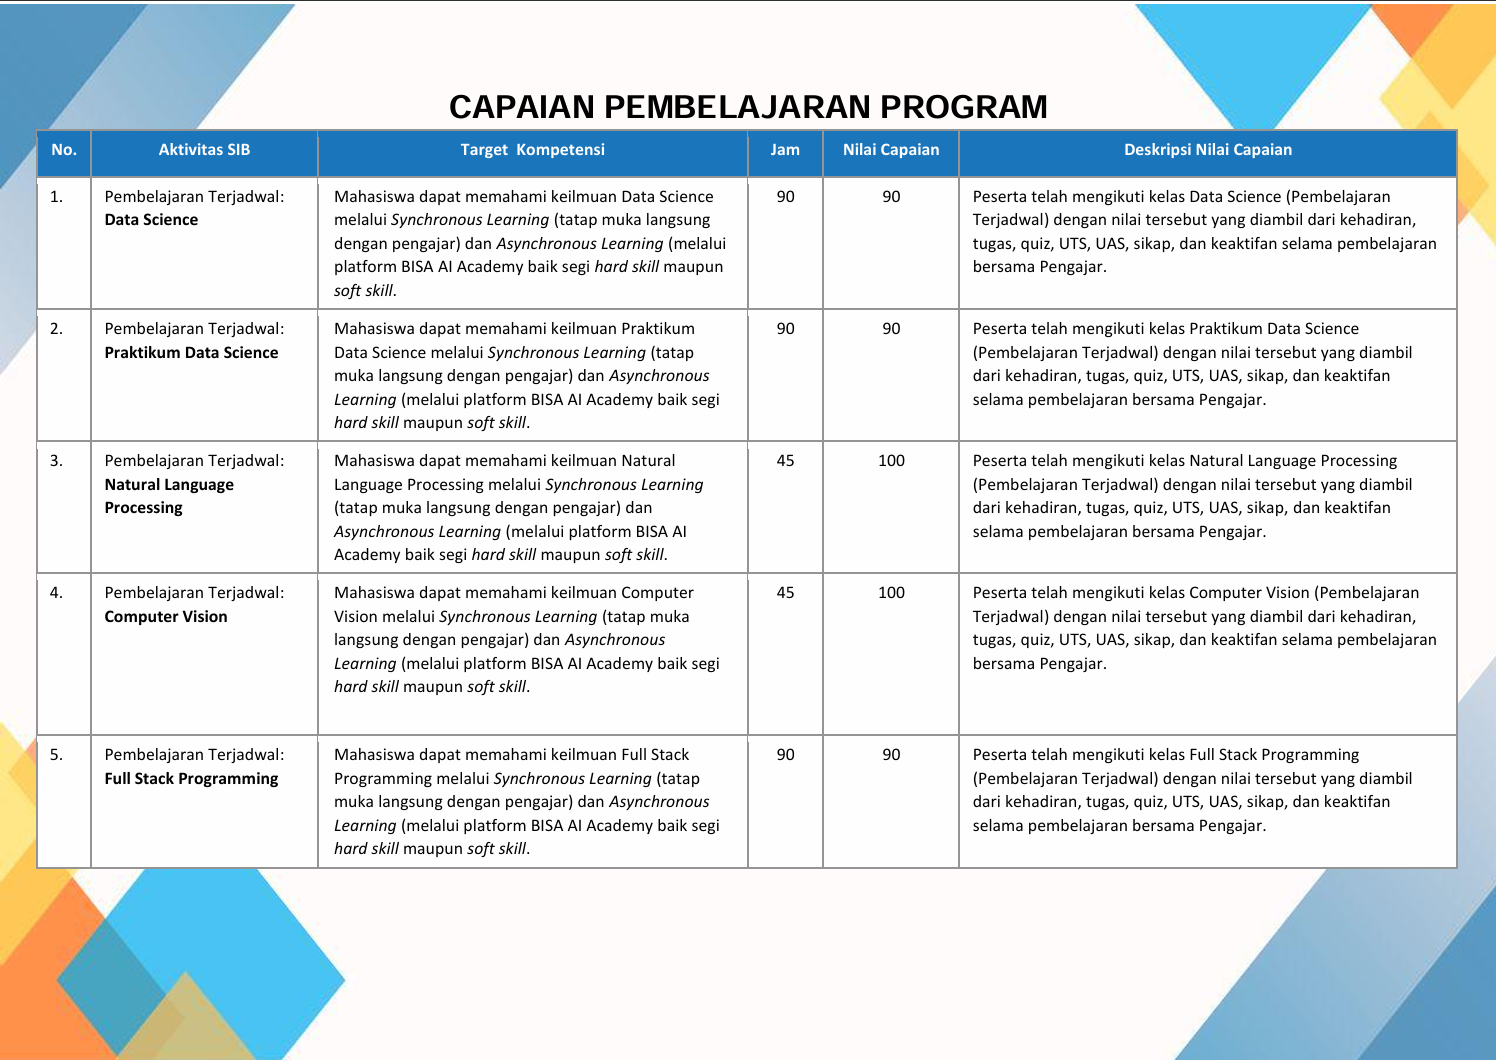 CAPAIAN PEMBELAJARAN PROGRAM
No. Aktivitas SIB Target Kompetensi Jam Nilai Capaian Deskripsi Nilai Capaian
1. Pembelajaran Terjadwal: Mahasiswa dapat memahami keilmuan Data Science 90 90 Peserta telah mengikuti kelas Data Science (Pembelajaran
Data Science melalui Synchronous Learning (tatap muka langsung Terjadwal) dengan nilai tersebut yang diambil dari kehadiran,
dengan pengajar) dan Asynchronous Learning (melalui tugas, quiz, UTS, UAS, sikap, dan keaktifan selama pembelajaran
platform BISA AI Academy baik segi hard skill maupun bersama Pengajar.
soft skill.
2. Pembelajaran Terjadwal: Mahasiswa dapat memahami keilmuan Praktikum 90 90 Peserta telah mengikuti kelas Praktikum Data Science
Praktikum Data Science Data Science melalui Synchronous Learning (tatap (Pembelajaran Terjadwal) dengan nilai tersebut yang diambil
muka langsung dengan pengajar) dan Asynchronous dari kehadiran, tugas, quiz, UTS, UAS, sikap, dan keaktifan
Learning (melalui platform BISA AI Academy baik segi selama pembelajaran bersama Pengajar.
hard skill maupun soft skill.
3. Pembelajaran Terjadwal: Mahasiswa dapat memahami keilmuan Natural 45 100 Peserta telah mengikuti kelas Natural Language Processing
Natural Language Language Processing melalui Synchronous Learning (Pembelajaran Terjadwal) dengan nilai tersebut yang diambil
Processing (tatap muka langsung dengan pengajar) dan dari kehadiran, tugas, quiz, UTS, UAS, sikap, dan keaktifan
Asynchronous Learning (melalui platform BISA AI selama pembelajaran bersama Pengajar.
Academy baik segi hard skill maupun soft skill.
4. Pembelajaran Terjadwal: Mahasiswa dapat memahami keilmuan Computer 45 100 Peserta telah mengikuti kelas Computer Vision (Pembelajaran
Computer Vision Vision melalui Synchronous Learning (tatap muka Terjadwal) dengan nilai tersebut yang diambil dari kehadiran,
langsung dengan pengajar) dan Asynchronous tugas, quiz, UTS, UAS, sikap, dan keaktifan selama pembelajaran
Learning (melalui platform BISA AI Academy baik segi bersama Pengajar.
hard skill maupun soft skill.
5. Pembelajaran Terjadwal: Mahasiswa dapat memahami keilmuan Full Stack 90 90 Peserta telah mengikuti kelas Full Stack Programming
Full Stack Programming Programming melalui Synchronous Learning (tatap (Pembelajaran Terjadwal) dengan nilai tersebut yang diambil
muka langsung dengan pengajar) dan Asynchronous dari kehadiran, tugas, quiz, UTS, UAS, sikap, dan keaktifan
Learning (melalui platform BISA AI Academy baik segi selama pembelajaran bersama Pengajar.
hard skill maupun soft skill.